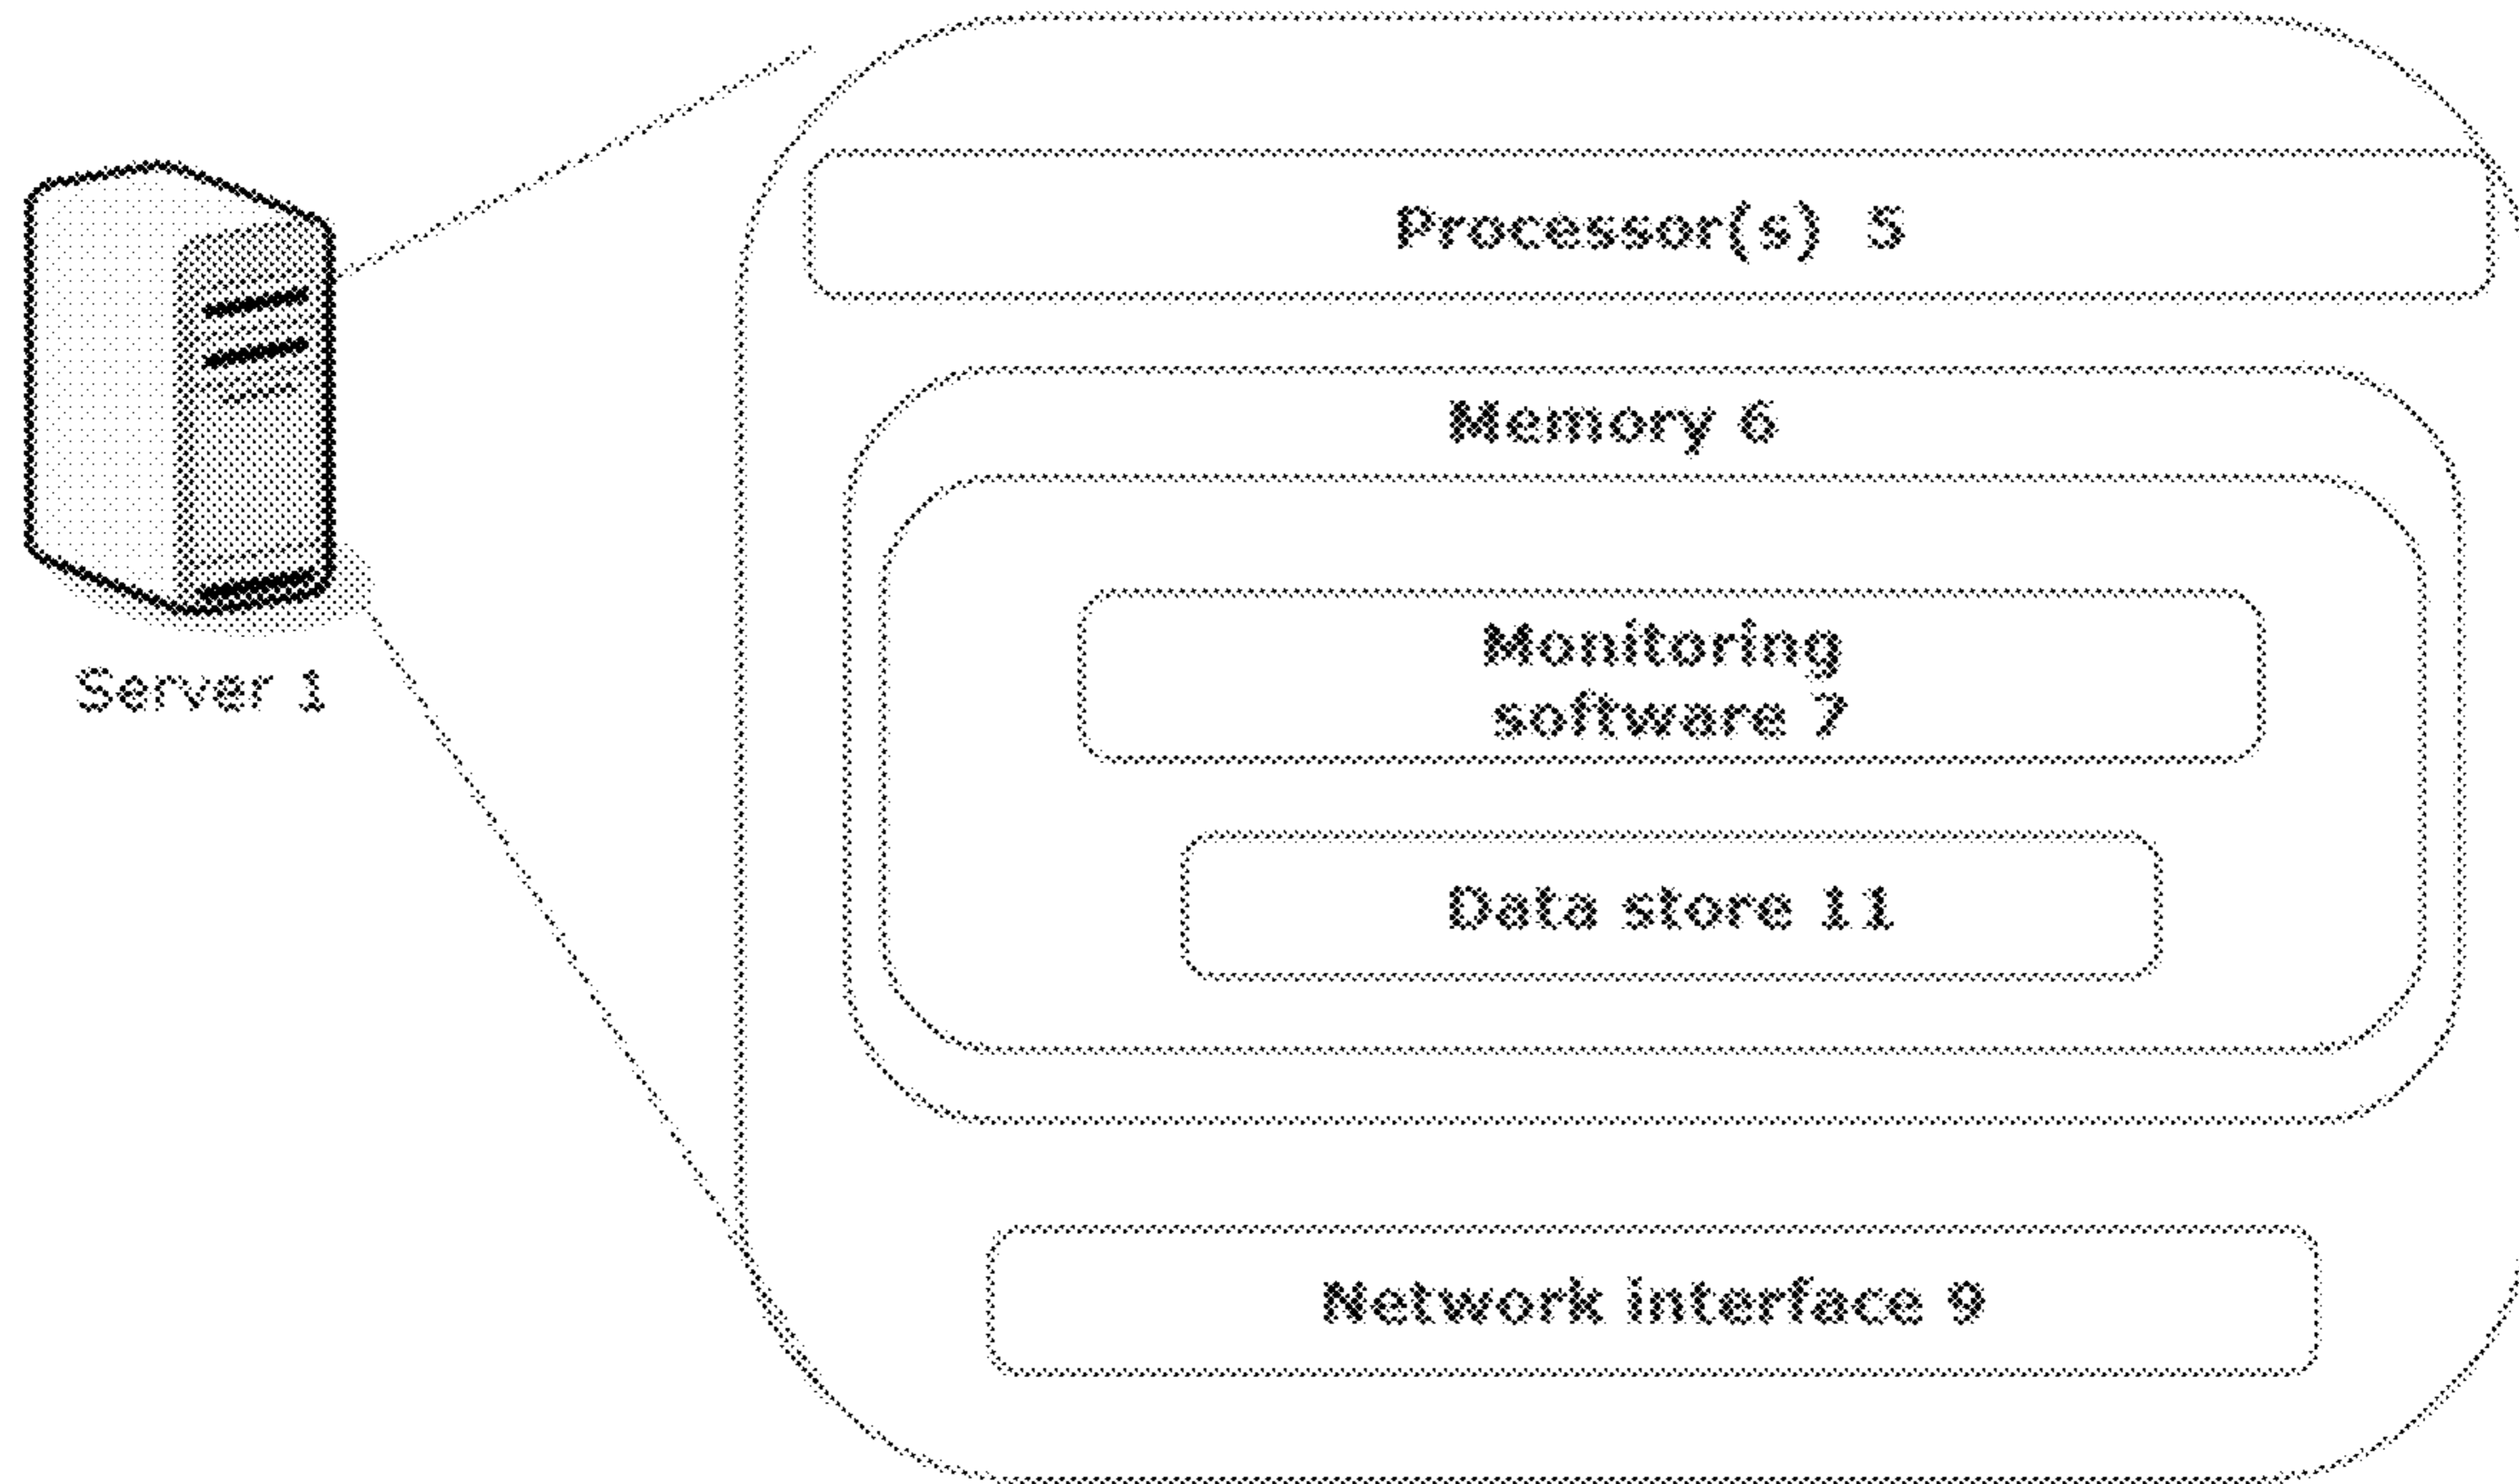 Processor(s) 5
Memory 6
Monitoring
software 7
Server 1
Data store 11
Network interface 9